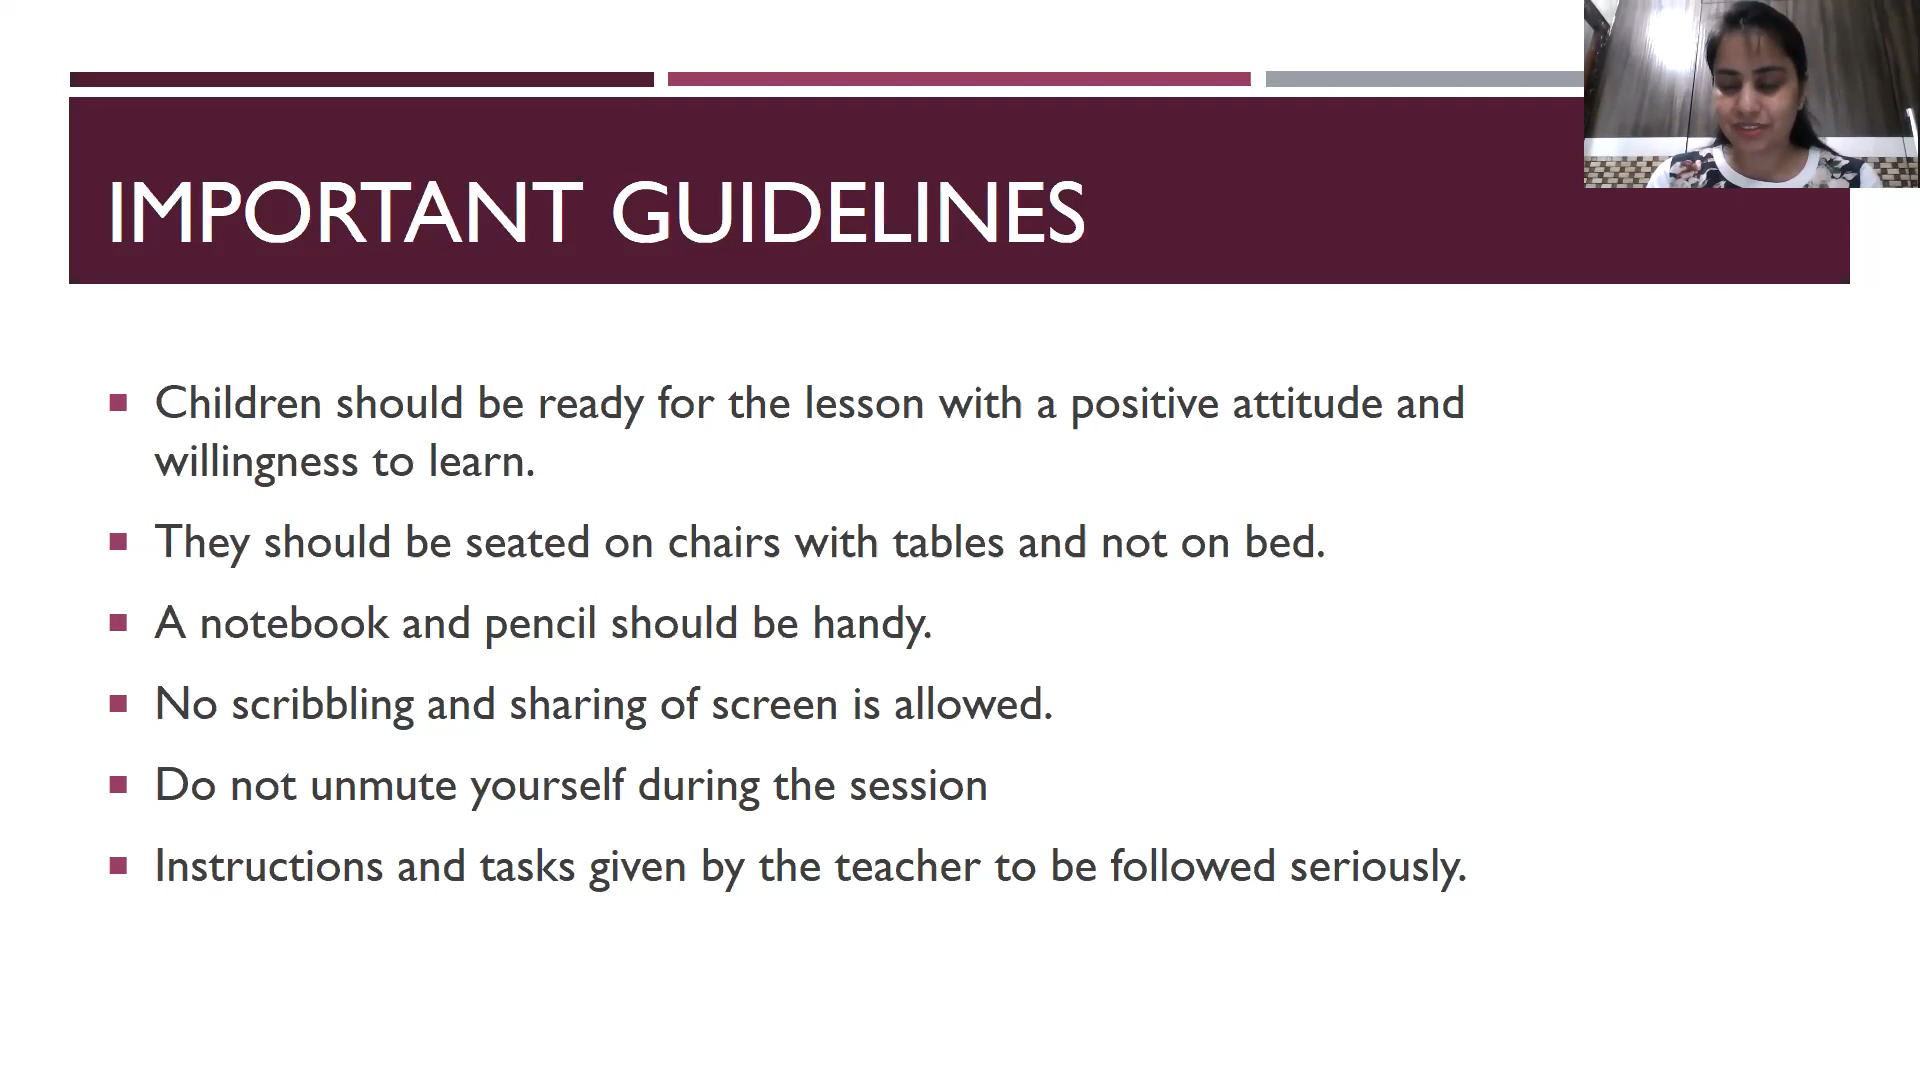 IMPORTANT GUIDELINES
Children should be ready for the lesson with a positive attitude and
willingness to learn.
They should be seated on chairs with tables and not on bed.
A notebook and pencil should be handy.
No scribbling and sharing of screen is allowed.
Do not unmute yourself during the session
Instructions and tasks given by the teacher to be followed seriously.